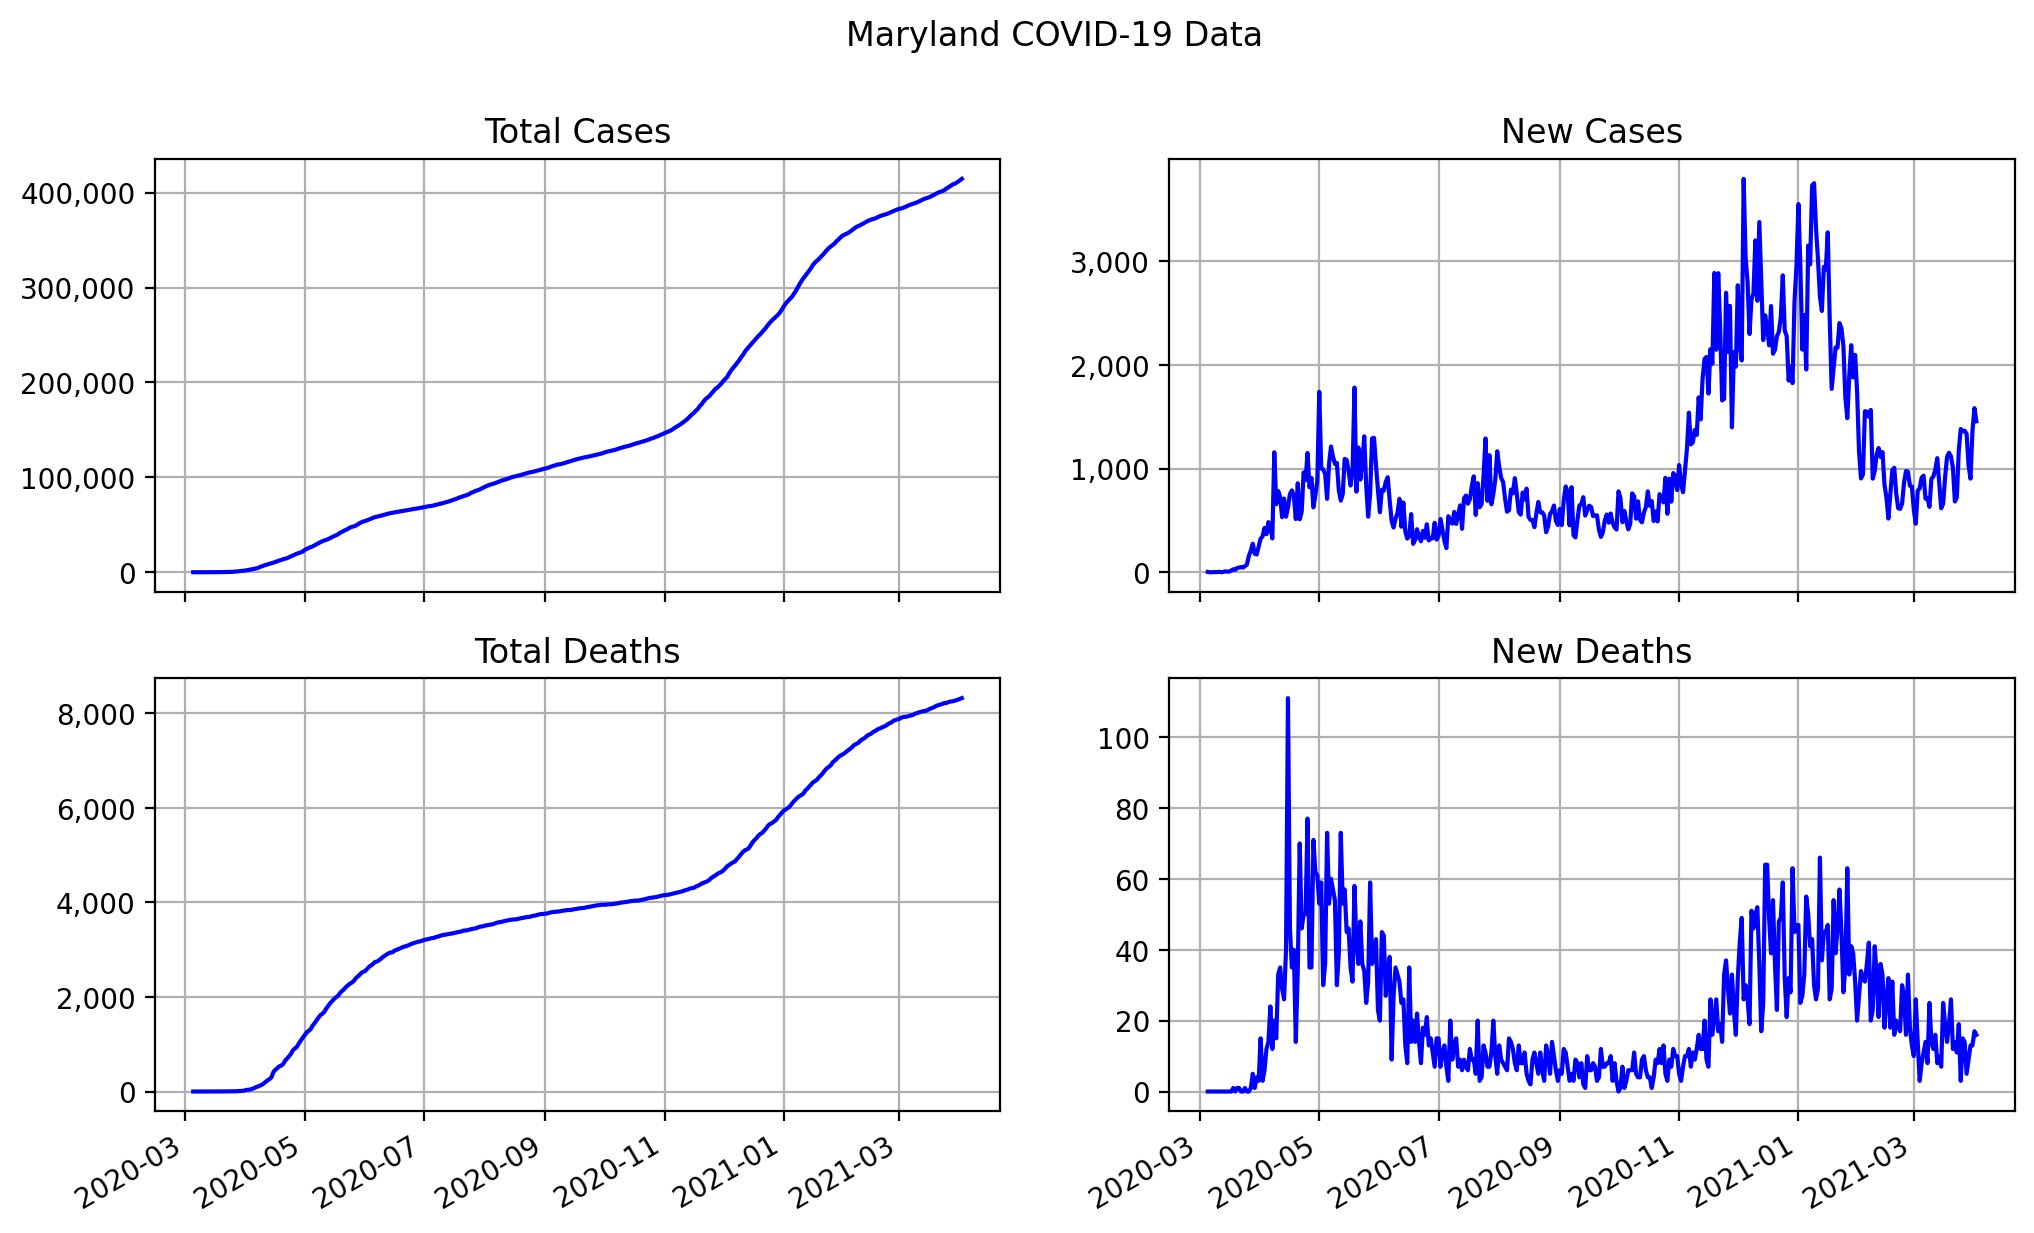 Maryland COVID-19 Data
Total Cases
400,000
300,000
200,000
100,000
0
New Cases
3,000
2,000
1,000
0
Total Deaths
8,000
6,000
4,000
2,000
0
2020-03 2020-05 2020-07 2020-09 2020-11 2021-01 2021-03
New Deaths
100
80
60
40
20
0
2020-03 2020-05 2020-07 2020-09 2020-11 2021-01 2021-03